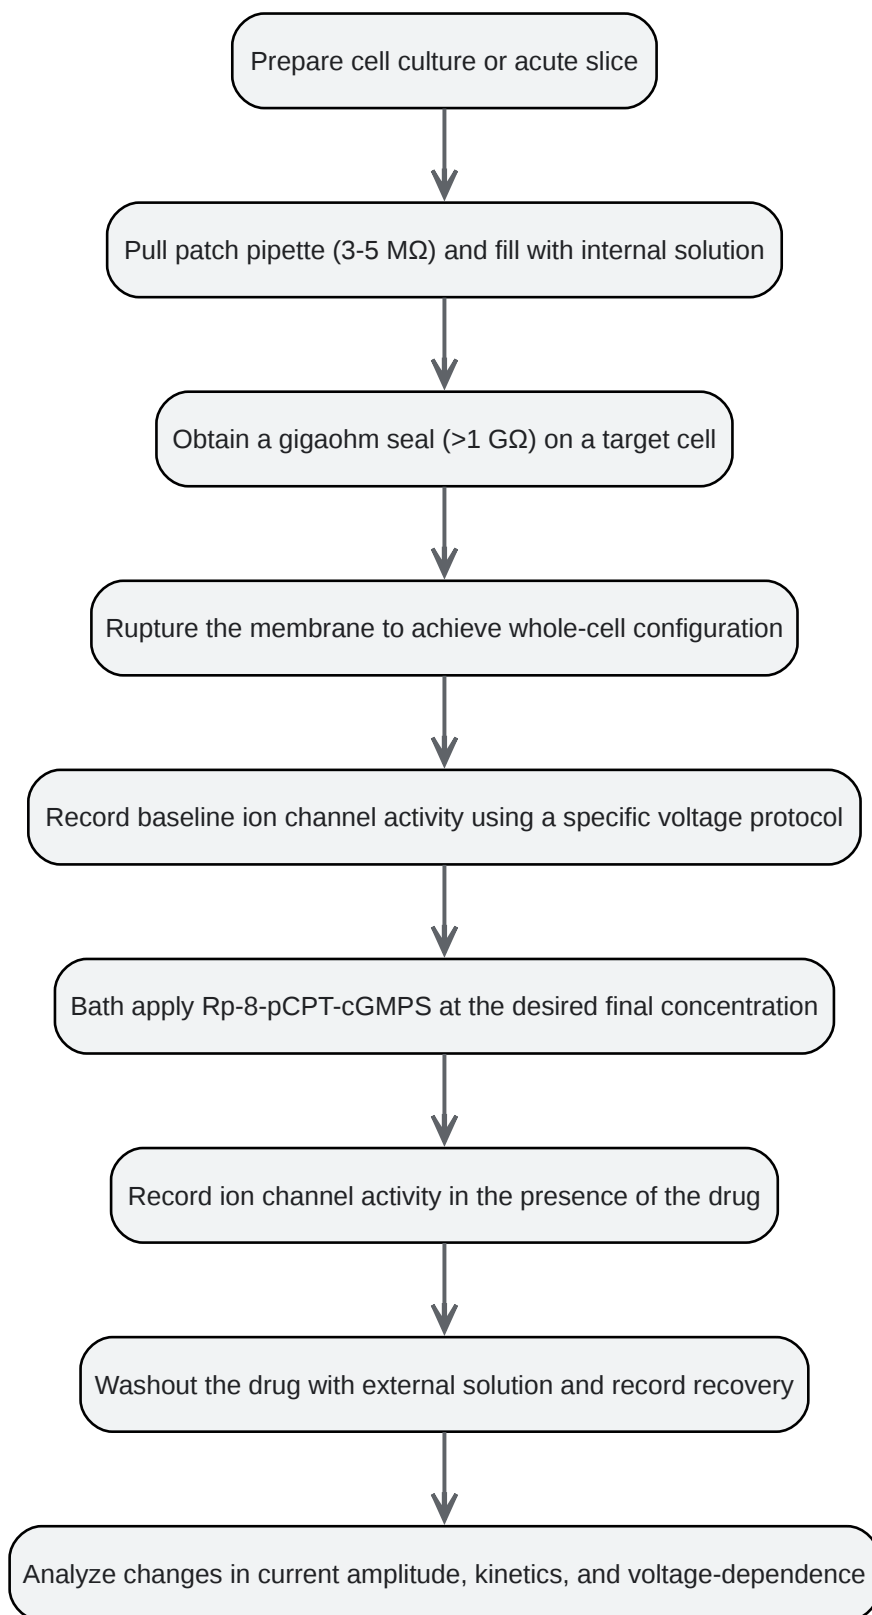 Prepare cell culture or acute slice
Pull patch pipette (3-5 MΩ) and fill with internal solution
Obtain a gigaohm seal (>1 GΩ) on a target cell
Rupture the membrane to achieve whole-cell configuration
Record baseline ion channel activity using a specific voltage protocol
Bath apply Rp-8-pCPT-cGMPS at the desired final concentration
Record ion channel activity in the presence of the drug
Washout the drug with external solution and record recovery
Analyze changes in current amplitude, kinetics, and voltage-dependence